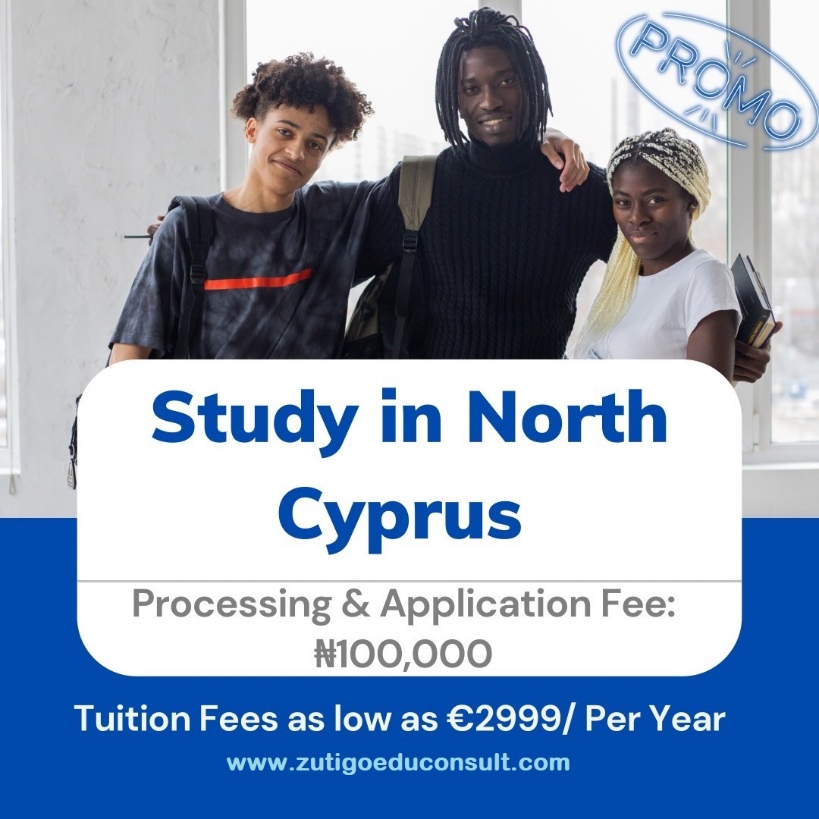 PROMO
Study in North
Cyprus
Processing & Application Fee:
₦100,000
Tuition Fees as low as €2999/ Per Year
www.zutigoeduconsult.com